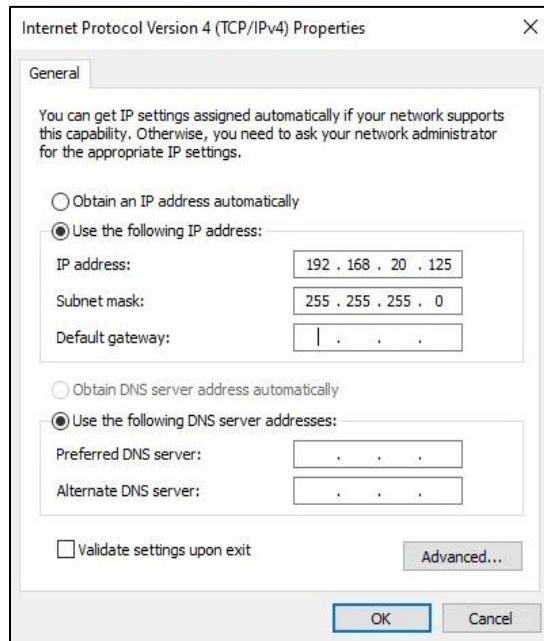 Internet Protocol Version 4 (TCP/IPv4) Properties
General
You can get IP settings assigned automatically if your network supports
this capability. Otherwise, you need to ask your network administrator
for the appropriate IP settings.
Obtain an IP address automatically
Use the following IP address:
IP address: 192 . 168 . 20 . 125
Subnet mask: 255 . 255 . 255 . 0
Default gateway: . . .
Obtain DNS server address automatically
Use the following DNS server addresses:
Preferred DNS server: . . .
Alternate DNS server: . . .
Validate settings upon exit
Advanced...
OK Cancel